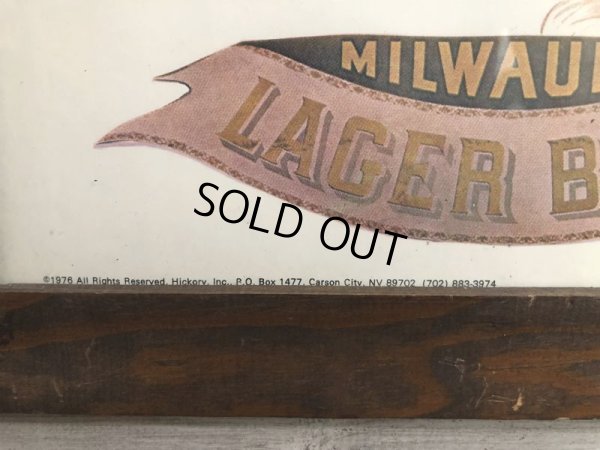 MILWAU
LAGER B
SOLD OUT
©1976 All Rights Reserved, Hickory, Inc., P.O. Box 1477, Carson City, NV 89702 (702) 883-3974